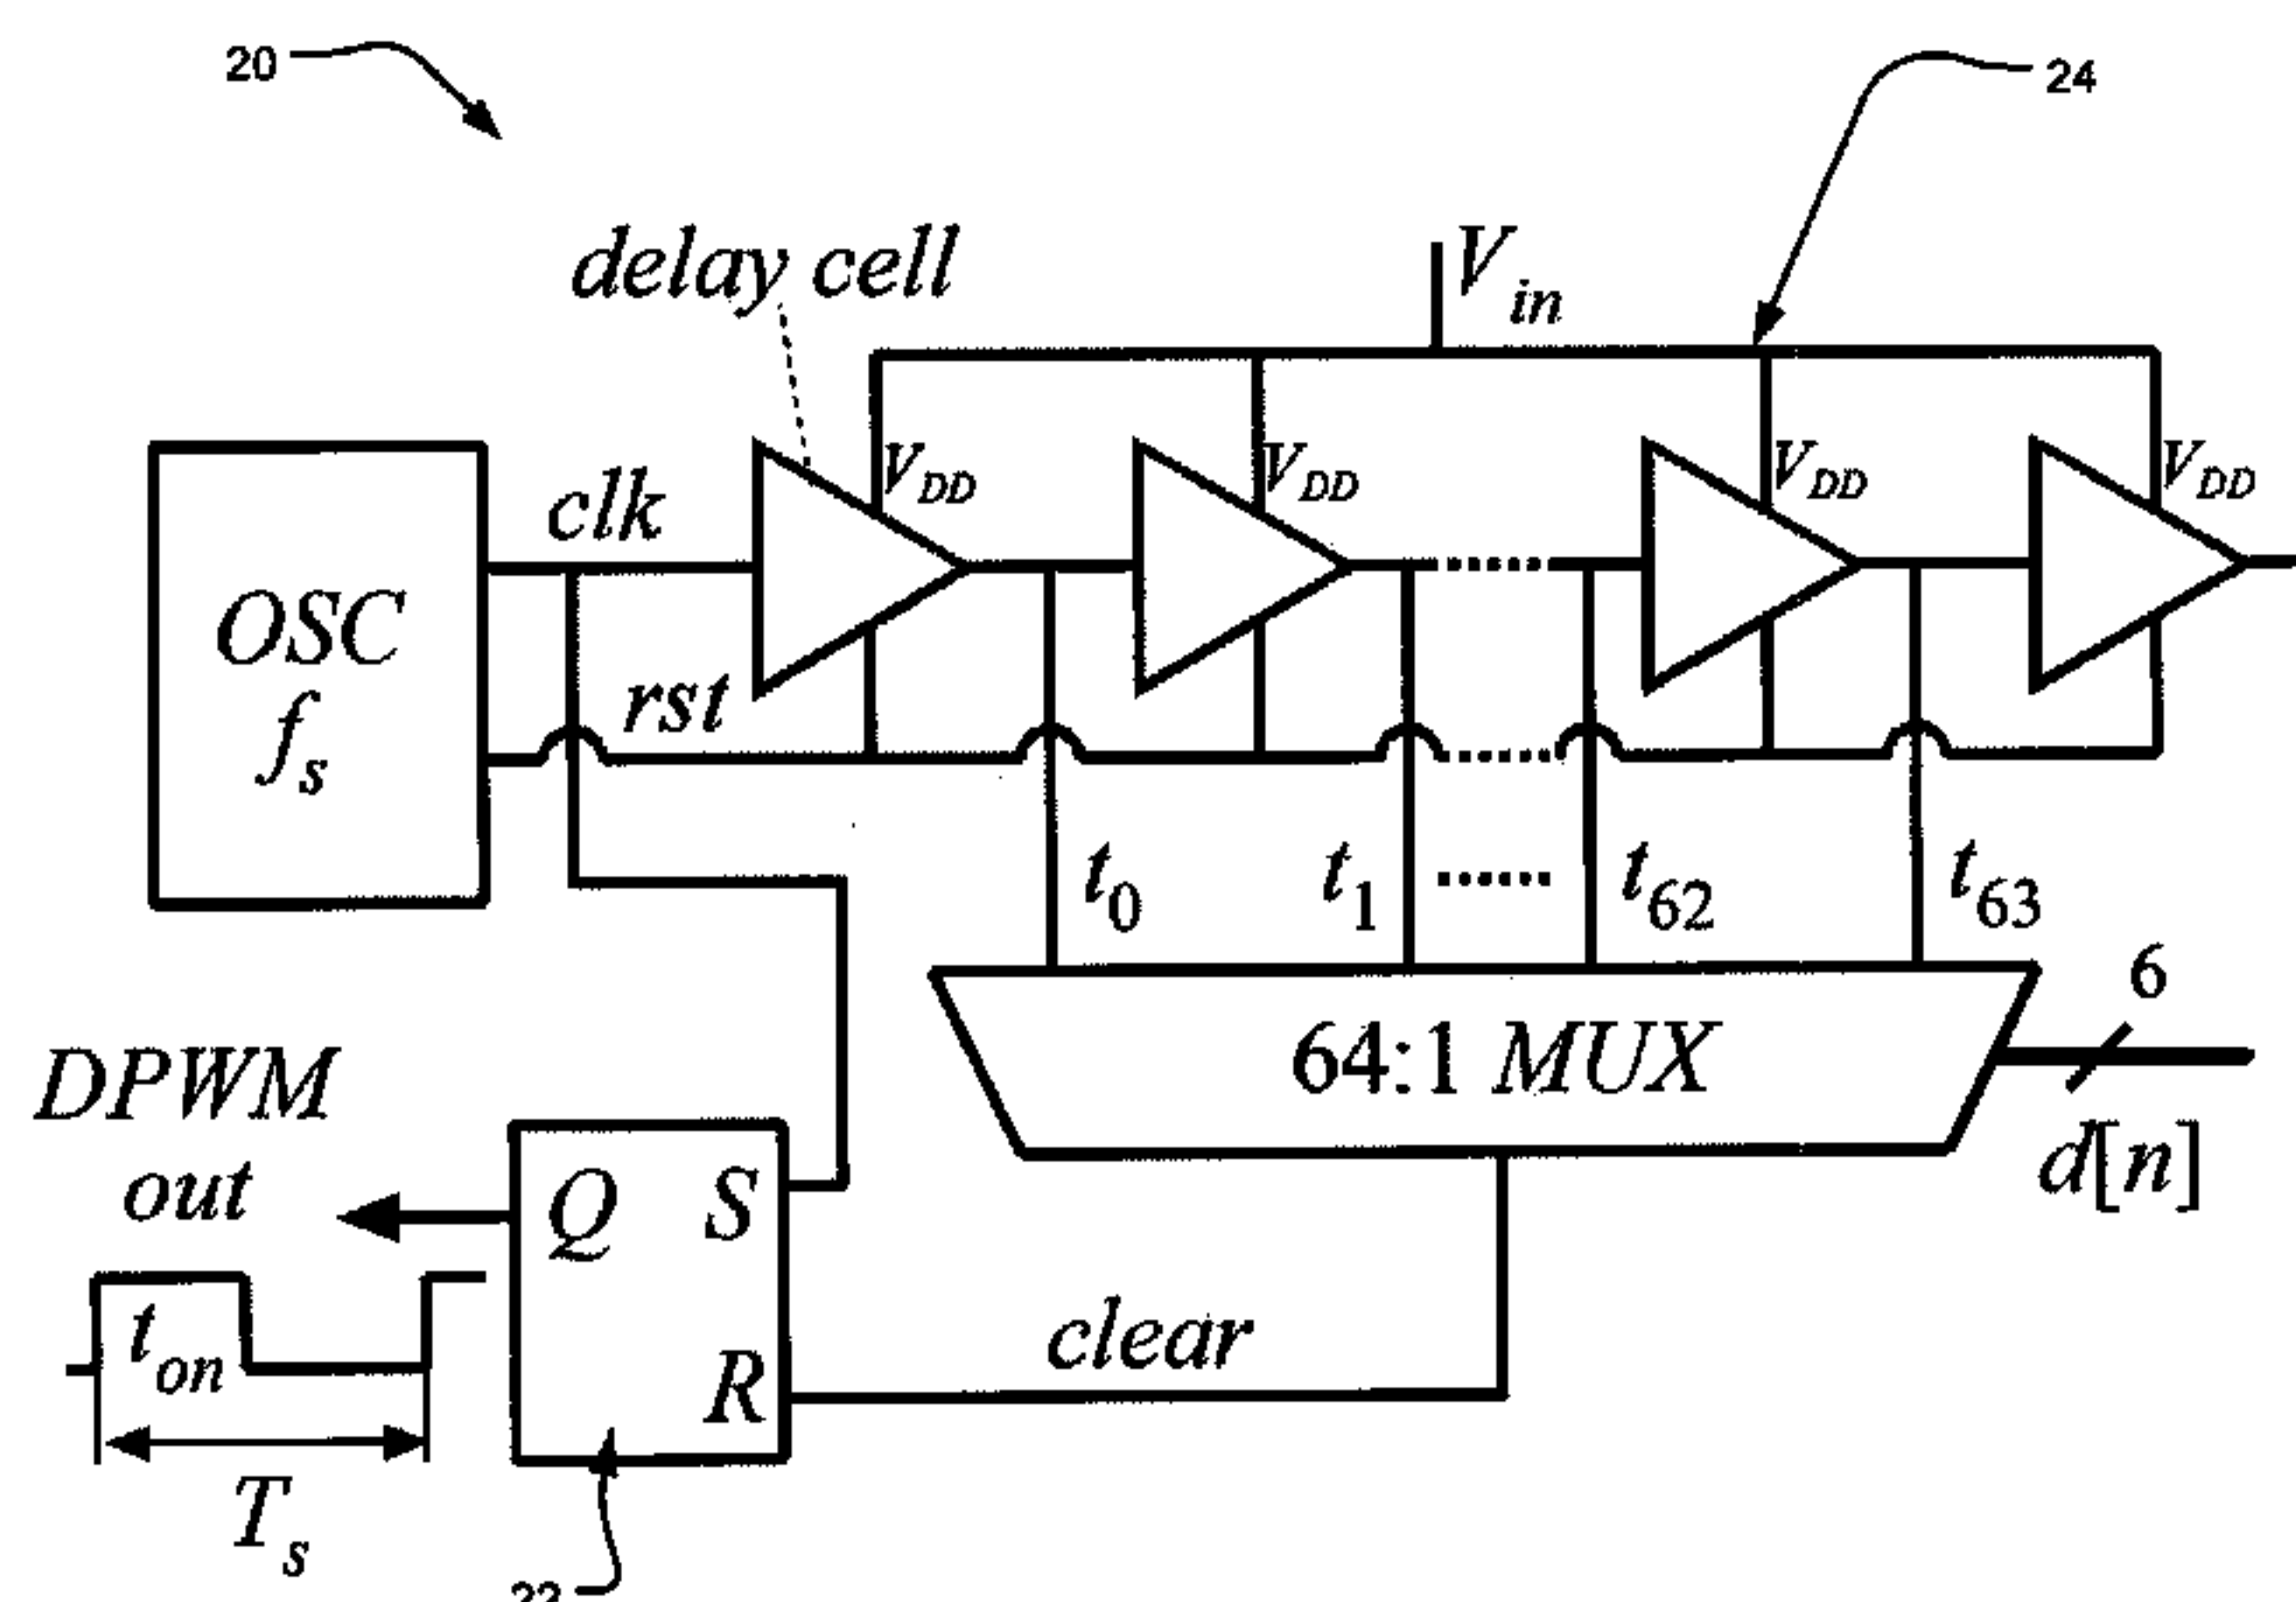 20
24
delay cell
V_in
V_DD
V_DD
V_DD
V_DD
clk
OSC
f_s
rst
t_0
t_1
t_62
t_63
6
64:1 MUX
d[n]
DPWM
out
Q
S
R
t_on
clear
T_s